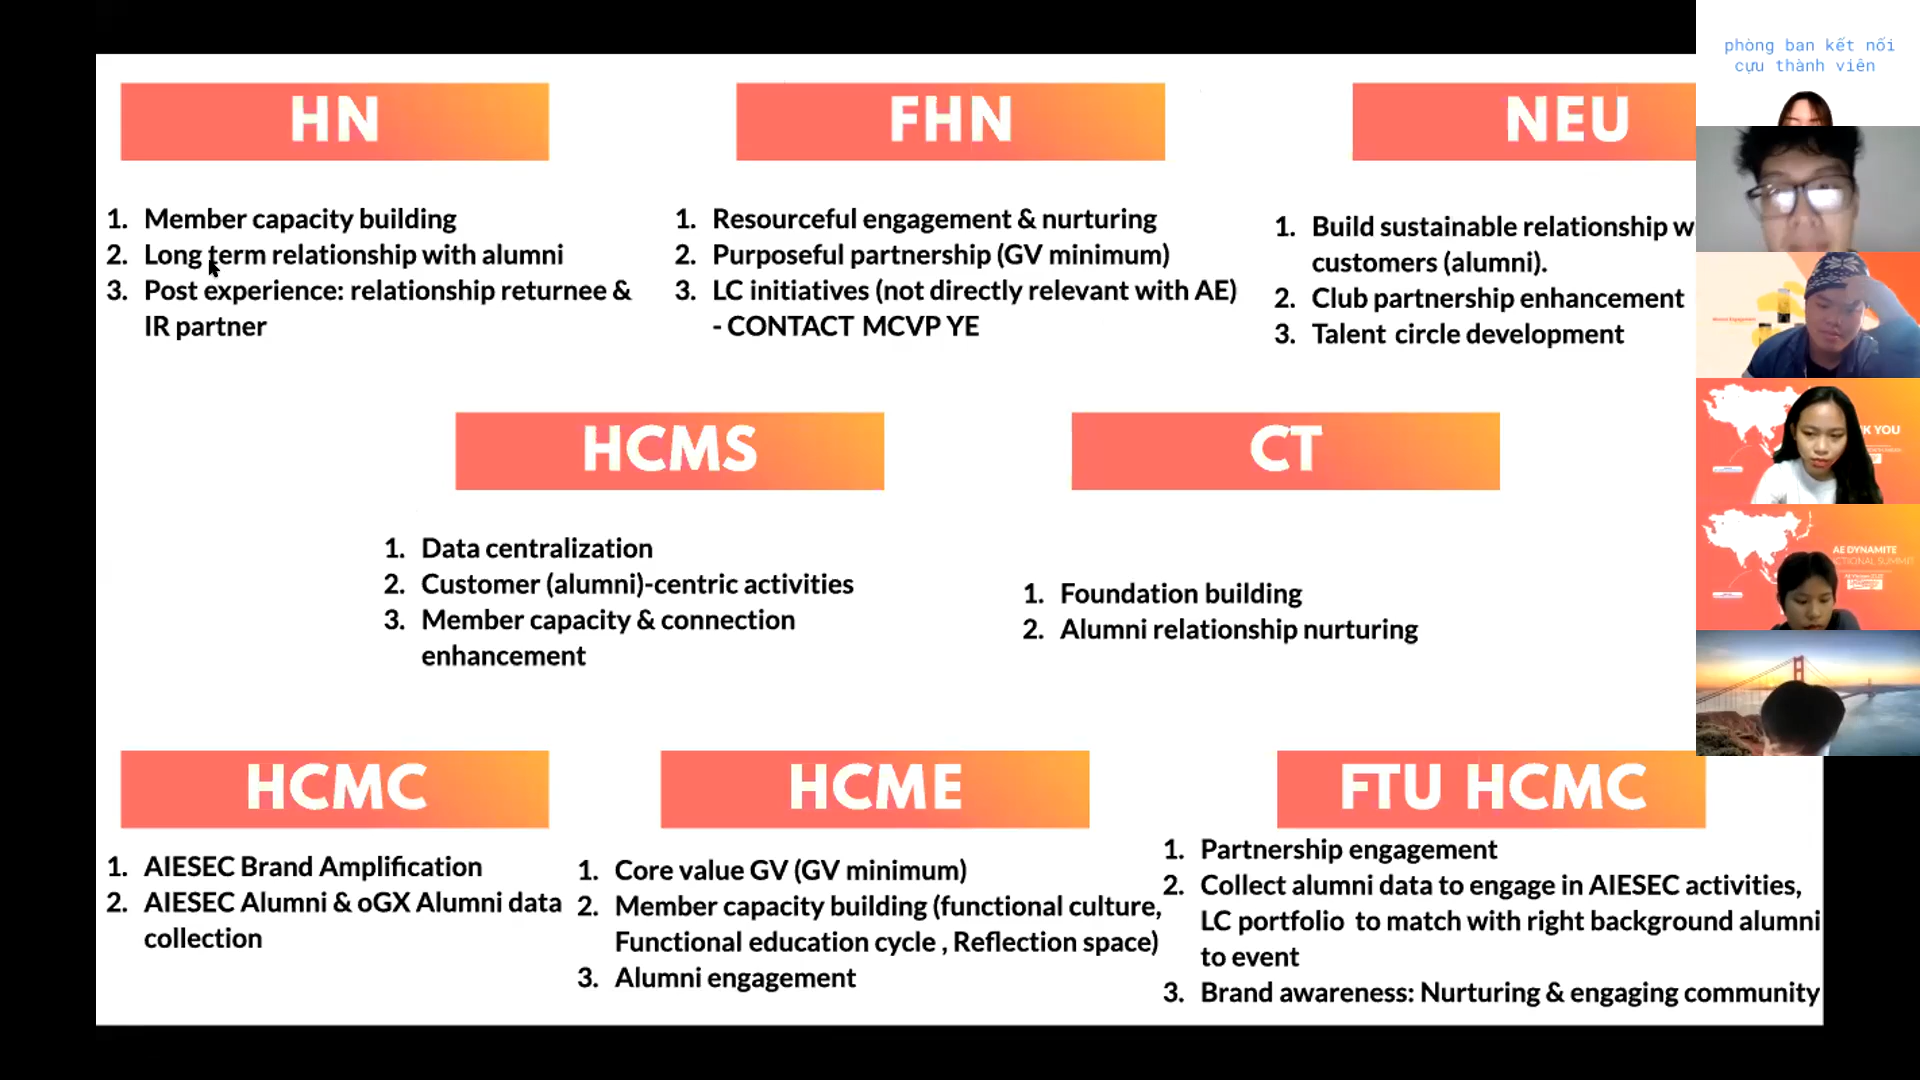 HN
1. Member capacity building
2. Long term relationship with alumni
3. Post experience: relationship returnee &
IR partner
FHN
1. Resourceful engagement & nurturing
2. Purposeful partnership (GV minimum)
3. LC initiatives (not directly relevant with AE)
- CONTACT MCVP YE
NEU
1. Build sustainable relationship w
customers (alumni).
2. Club partnership enhancement
3. Talent circle development
HCMS
1. Data centralization
2. Customer (alumni)-centric activities
3. Member capacity & connection
enhancement
CT
1. Foundation building
2. Alumni relationship nurturing
HCMC
1. AIESEC Brand Amplification
2. AIESEC Alumni & oGX Alumni data
collection
HCME
1. Core value GV (GV minimum)
2. Member capacity building (functional culture,
Functional education cycle , Reflection space)
3. Alumni engagement
FTU HCMC
1. Partnership engagement
2. Collect alumni data to engage in AIESEC activities,
LC portfolio to match with right background alumni
to event
3. Brand awareness: Nurturing & engaging community
phòng ban kết nối
cựu thành viên
K YOU
AE DYNAMITE
CTIONAL SUMMIT